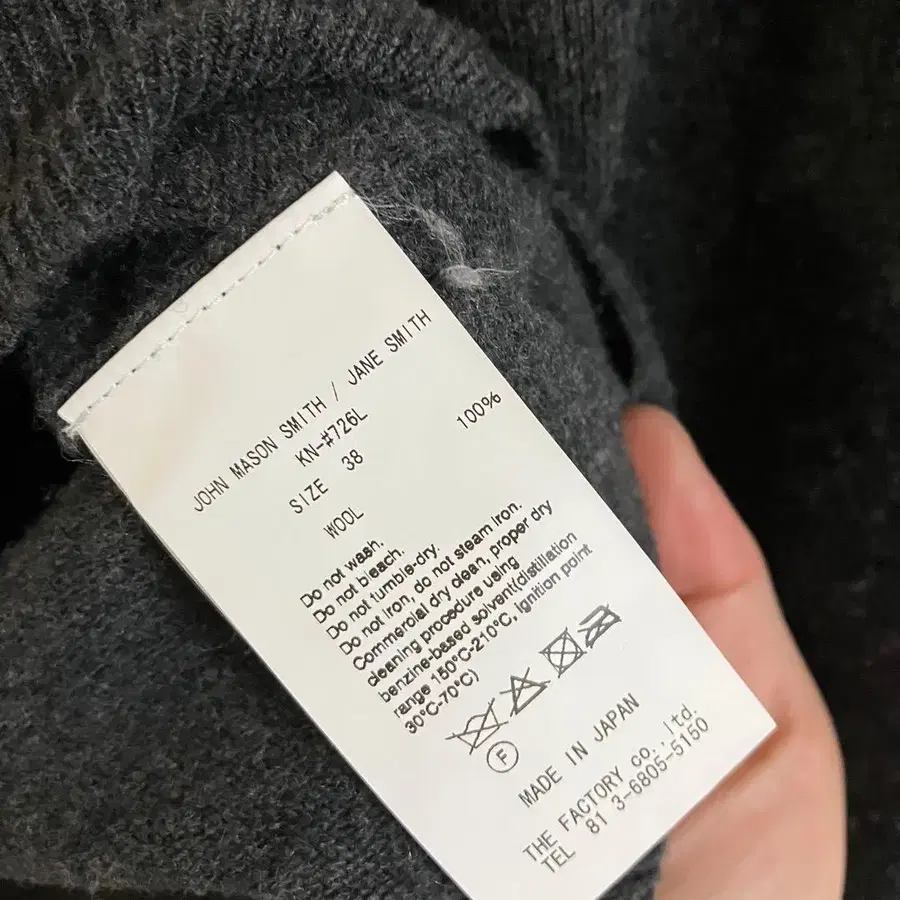 JOHN MASON SMITH / JANE SMITH
KN-#726L
SIZE 38
WOOL 100%
Do not wash.
Do not bleach.
Do not tumble-dry.
Do not iron, do not steam iron.
Commercial dry clean, proper dry
cleaning procedure using
benzine-based solvent(distillation
range 150°C-210°C, ignition point
30°C-70°C)
F
MADE IN JAPAN
THE FACTORY co.,ltd.
TEL 81 3-6805-5150